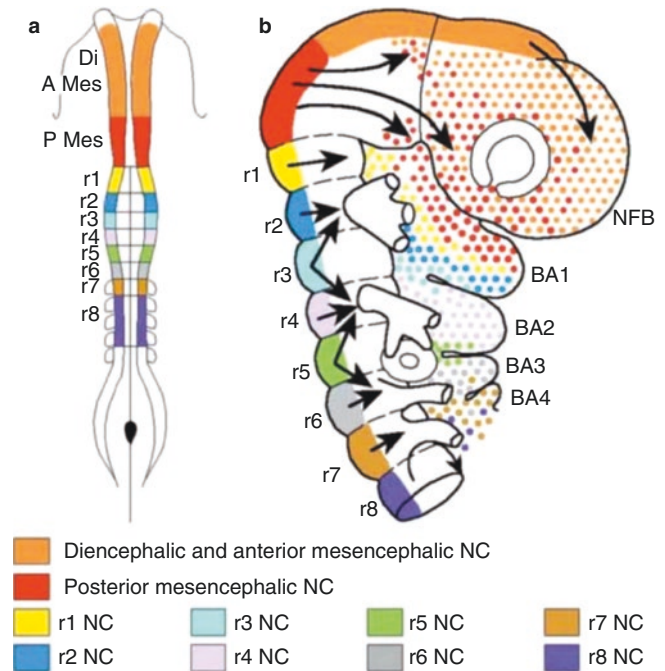 a
Di
A Mes
P Mes
r1
r2
r3
r4
r5
r6
r7
r8
b
r1
r2
r3
r4
r5
r6
r7
r8
NFB
BA1
BA2
BA3
BA4
Diencephalic and anterior mesencephalic NC
Posterior mesencephalic NC
r1 NC r3 NC r5 NC r7 NC
r2 NC r4 NC r6 NC r8 NC